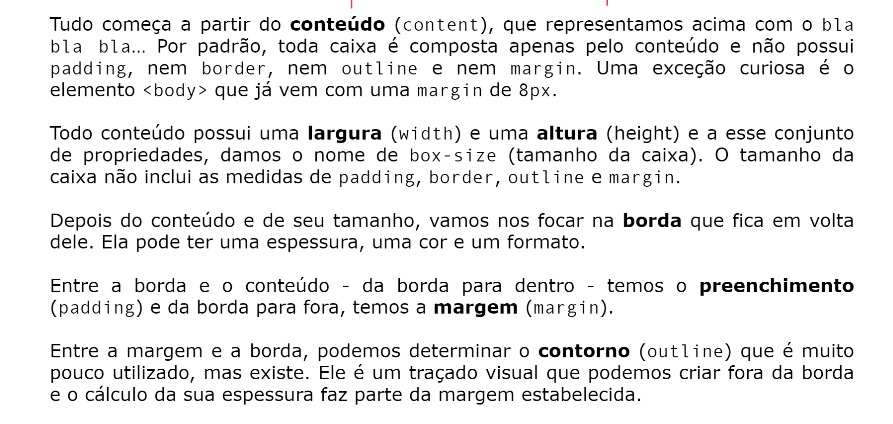 Tudo começa a partir do conteúdo (content), que representamos acima com o bla
bla bla... Por padrão, toda caixa é composta apenas pelo conteúdo e não possui
padding, nem border, nem outline e nem margin. Uma exceção curiosa é o
elemento <body> que já vem com uma margin de 8px.
Todo conteúdo possui uma largura (width) e uma altura (height) e a esse conjunto
de propriedades, damos o nome de box-size (tamanho da caixa). O tamanho da
caixa não inclui as medidas de padding, border, outline e margin.
Depois do conteúdo e de seu tamanho, vamos nos focar na borda que fica em volta
dele. Ela pode ter uma espessura, uma cor e um formato.
Entre a borda e o conteúdo - da borda para dentro - temos o preenchimento
(padding) e da borda para fora, temos a margem (margin).
Entre a margem e a borda, podemos determinar o contorno (outline) que é muito
pouco utilizado, mas existe. Ele é um traçado visual que podemos criar fora da borda
e o cálculo da sua espessura faz parte da margem estabelecida.